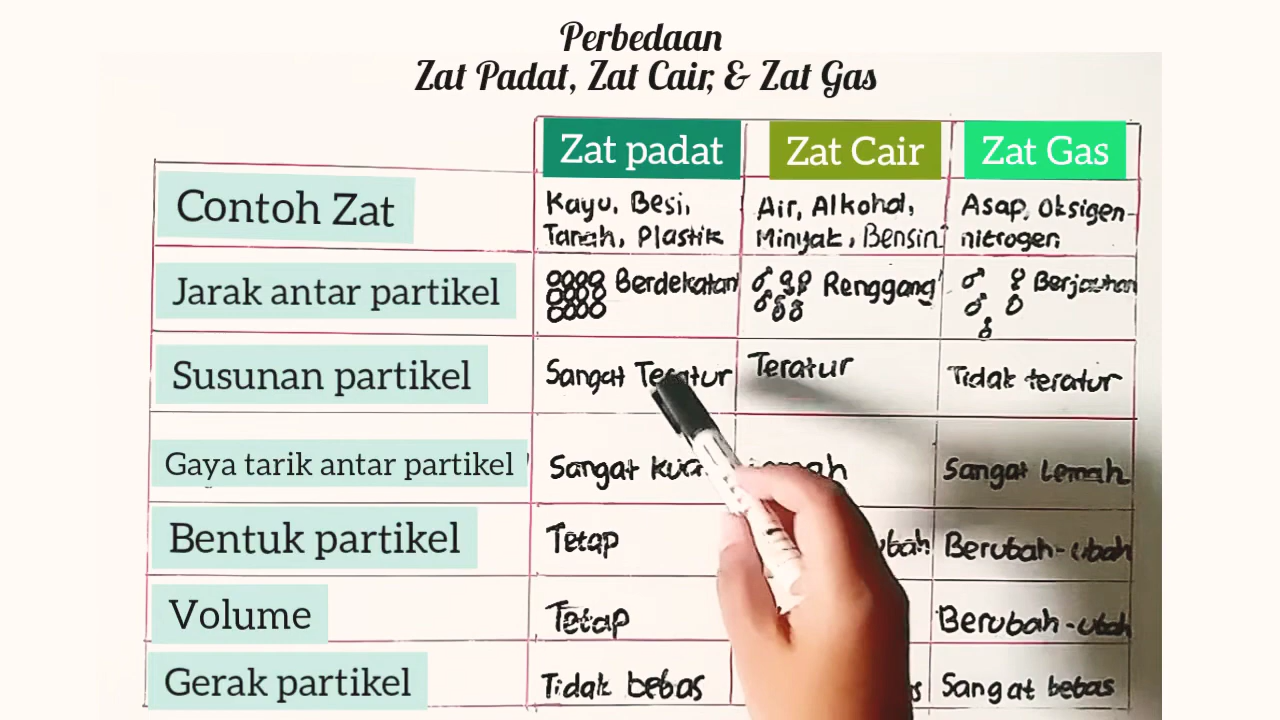 Perbedaan
Zat Padat, Zat Cair, & Zat Gas
Zat padat Zat Cair Zat Gas
Contoh Zat Kayu, Besi, Air, Alkohol, Asap, Oksigen-
Tanah, Plastik Minyak, Bensin nitrogen
Jarak antar partikel Berdekatan Renggang Berjauhan
Susunan partikel Sangat Teratur Teratur Tidak teratur
Gaya tarik antar partikel Sangat Sangat Lemah
Bentuk partikel Tetap Berubah-ubah
Volume Tetap Berubah-ubah
Gerak partikel Tidak bebas Sangat bebas